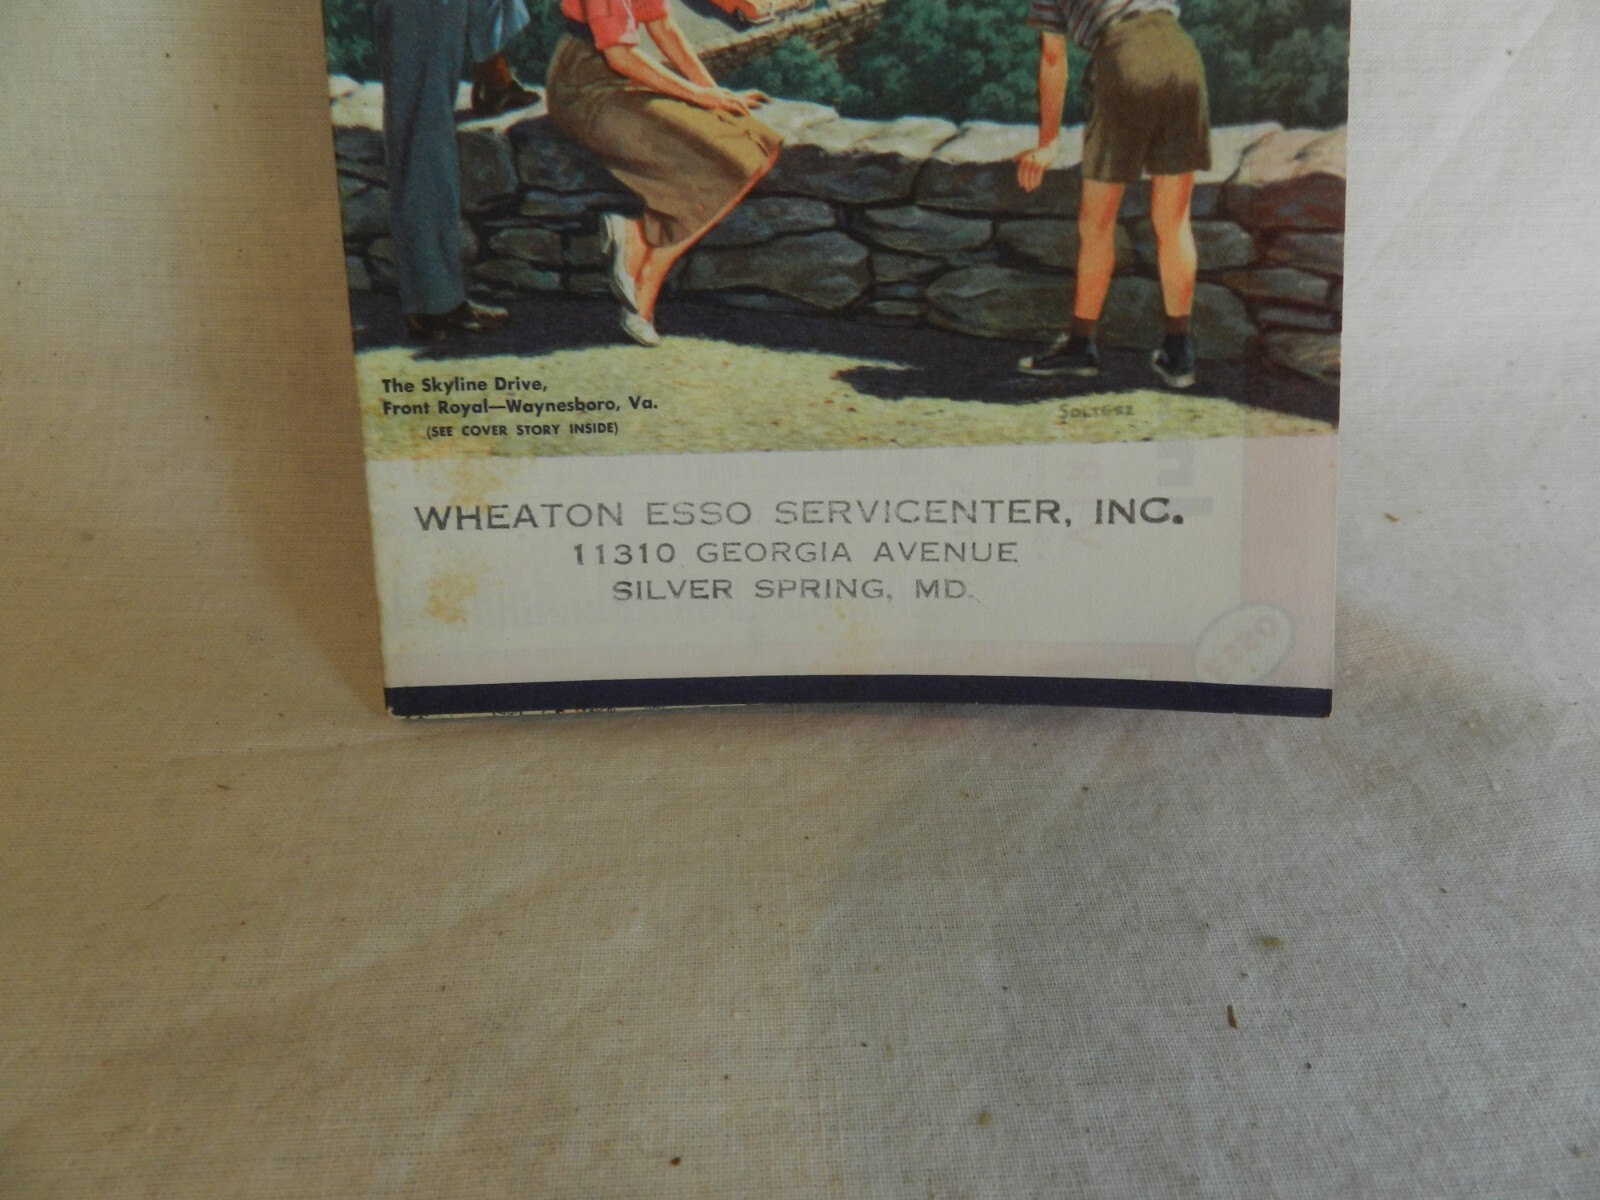 The Skyline Drive,
Front Royal—Waynesboro, Va.
(SEE COVER STORY INSIDE)
SOLTESZ
WHEATON ESSO SERVICENTER, INC.
11310 GEORGIA AVENUE
SILVER SPRING, MD.